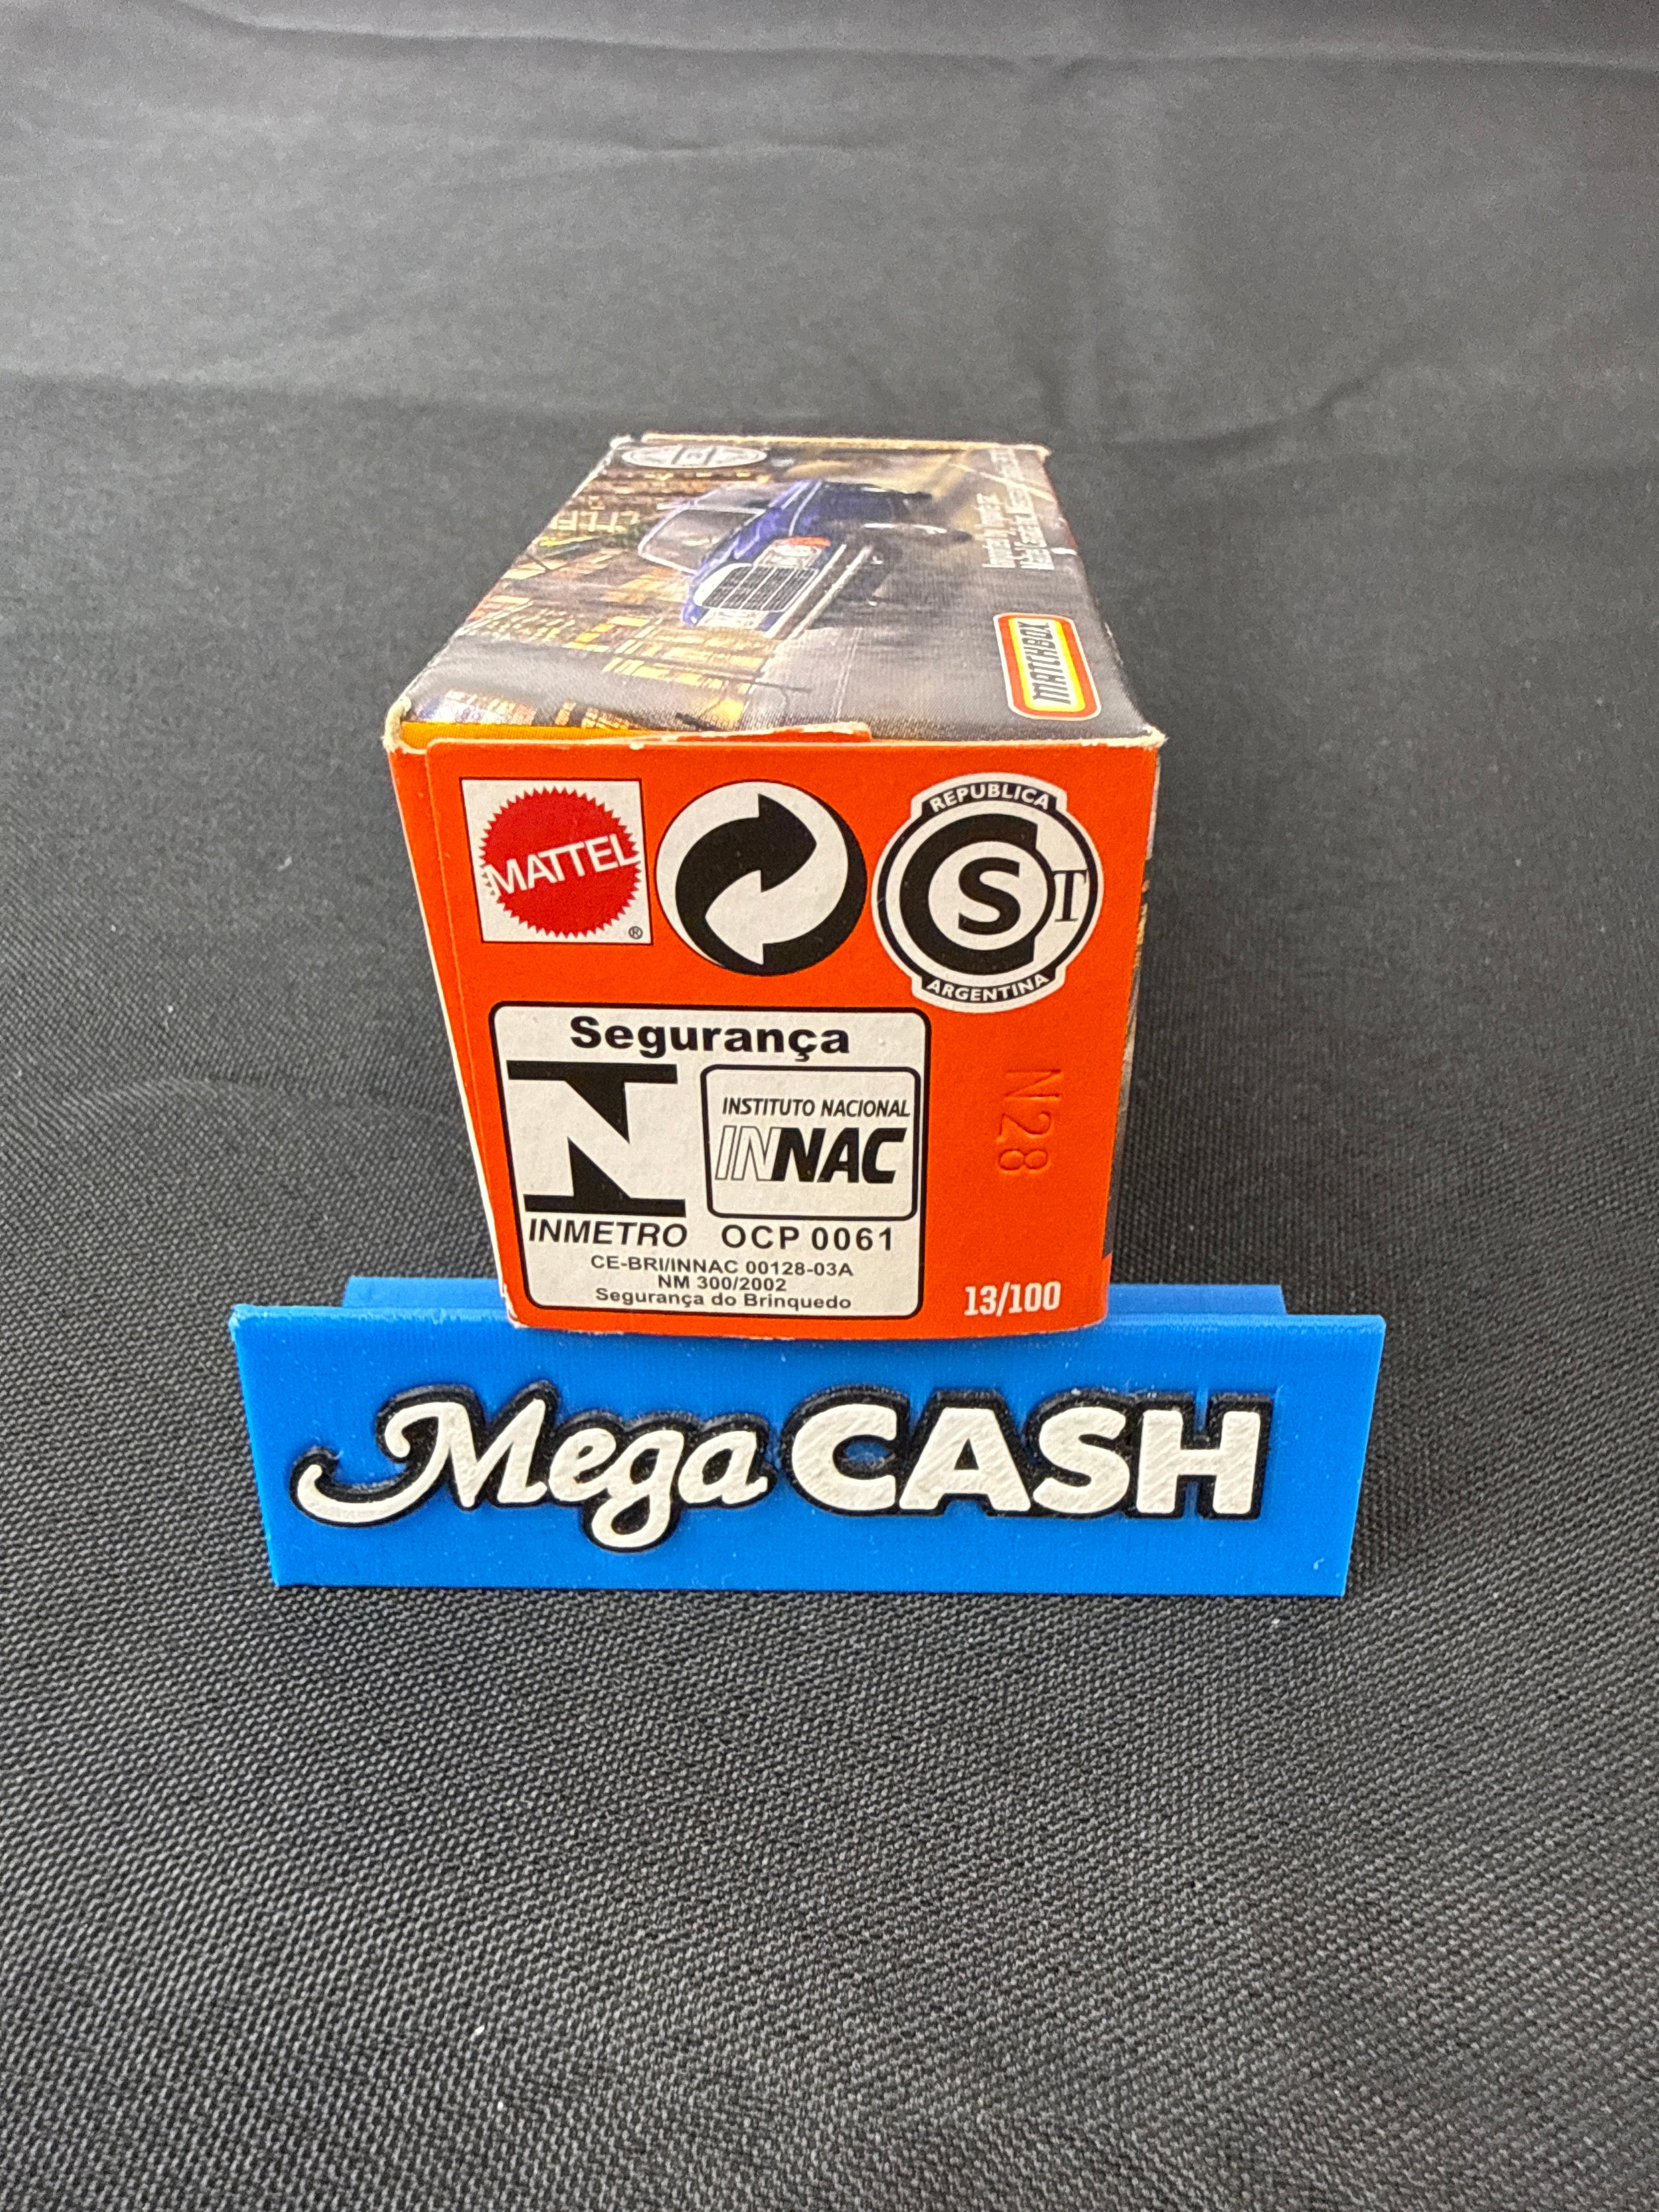 MATCHBOX
MATTEL
®
REPUBLICA
CST
ARGENTINA
Segurança
INSTITUTO NACIONAL
INNAC
INMETRO OCP 0061
CE-BRI/INNAC 00128-03A
NM 300/2002
Segurança do Brinquedo
N28
13/100
Mega CASH